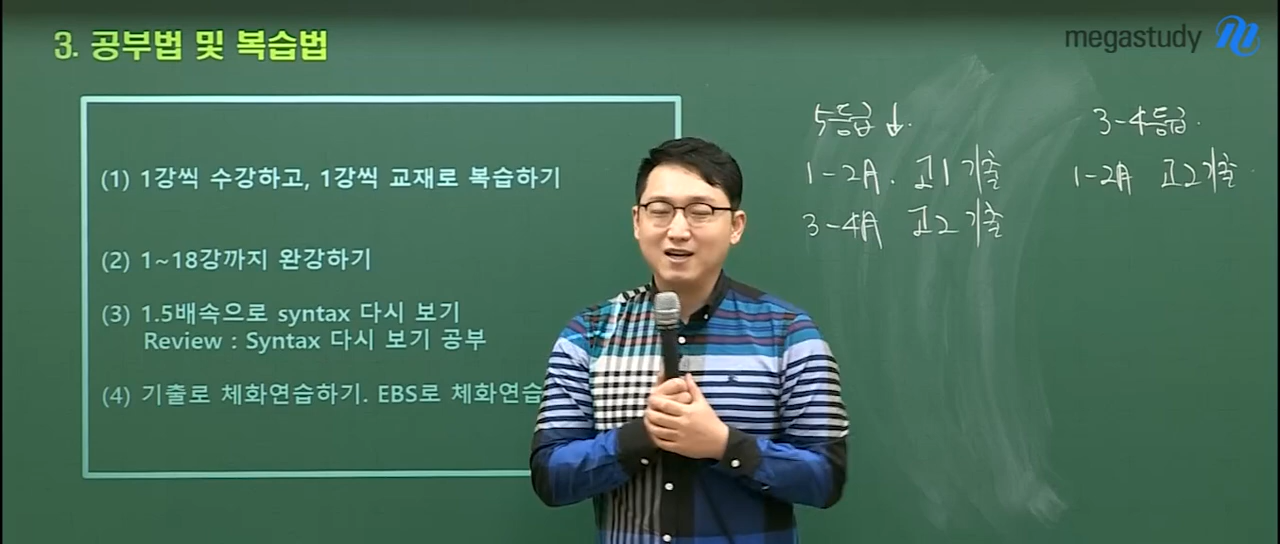 3. 공부법 및 복습법
megastudy
(1) 1강씩 수강하고, 1강씩 교재로 복습하기
(2) 1~18강까지 완강하기
(3) 1.5배속으로 syntax 다시 보기
Review : Syntax 다시 보기 공부
(4) 기출로 체화연습하기. EBS로 체화연습
5등급 ↓.
1-2月. 고1 기출
3-4月 고2 기출
3-4등급.
1-2月 고2 기출.